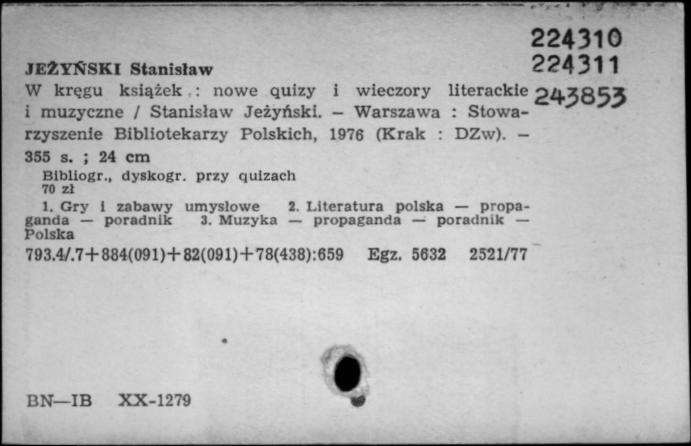 224310
JEŻYŃSKI Stanisław 224311
W kręgu książek : nowe quizy i wieczory literackie 243853
i muzyczne / Stanisław Jeżyński. — Warszawa : Stowa-
rzyszenie Bibliotekarzy Polskich, 1976 (Krak : DZw). —
355 s. ; 24 cm
Bibliogr., dyskogr. przy quizach
70 zł
1. Gry i zabawy umysłowe 2. Literatura polska — propa-
ganda — poradnik 3. Muzyka — propaganda — poradnik —
Polska
793.4/.7+884(091)+82(091)+78(438):659 Egz. 5632 2521/77
BN—IB XX-1279